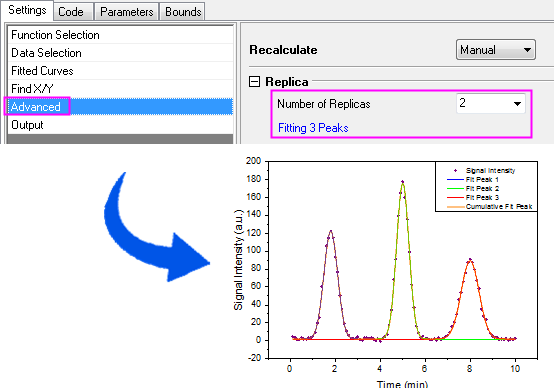 Settings Code Parameters Bounds
Function Selection
Data Selection
Fitted Curves
Find X/Y
Advanced
Output
Recalculate Manual
Replica
Number of Replicas 2
Fitting 3 Peaks
Signal Intensity
Fit Peak 1
Fit Peak 2
Fit Peak 3
Cumulative Fit Peak
200
180
160
140
120
100
80
60
40
20
0
-20
Signal Intensity (a.u.)
0 2 4 6 8 10
Time (min)